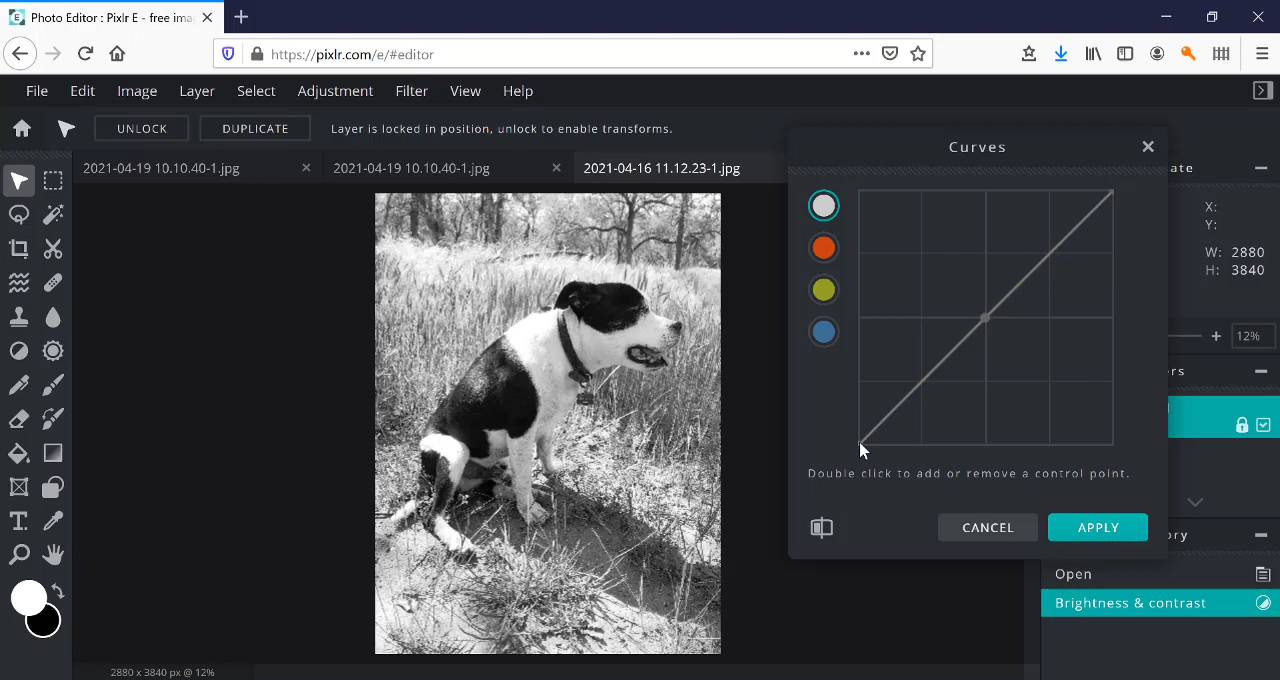 Photo Editor : Pixlr E - free ima
https://pixlr.com/e/#editor
File Edit Image Layer Select Adjustment Filter View Help
UNLOCK DUPLICATE Layer is locked in position, unlock to enable transforms.
2021-04-19 10.10.40-1.jpg 2021-04-19 10.10.40-1.jpg 2021-04-16 11.12.23-1.jpg
Curves
ate
X:
Y:
W: 2880
H: 3840
12%
ers
Double click to add or remove a control point.
CANCEL APPLY
ory
Open
Brightness & contrast
2880 x 3840 px @ 12%